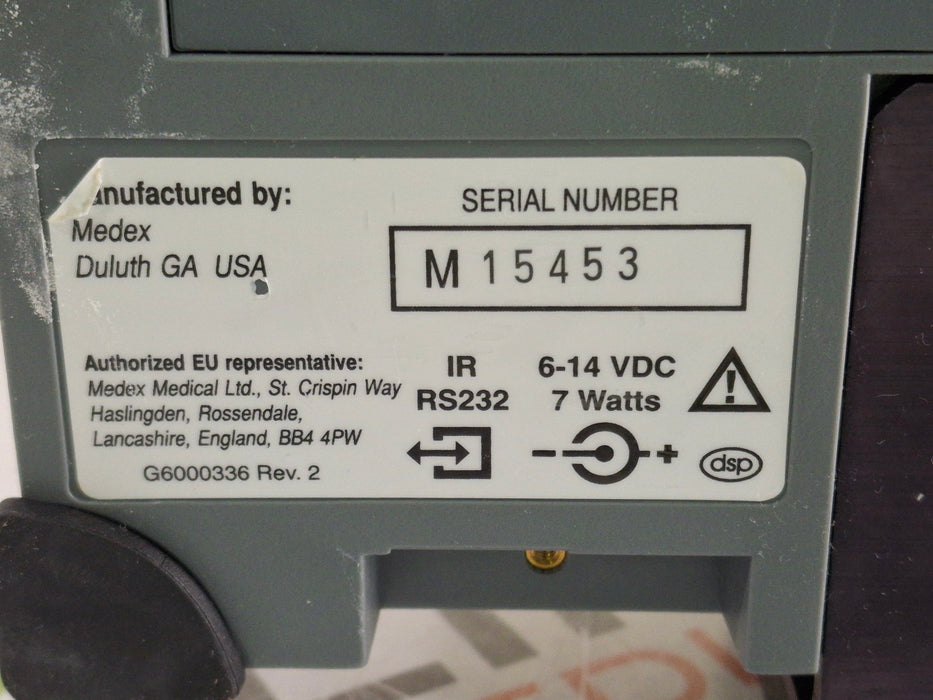 anufactured by:
Medex
Duluth GA USA
SERIAL NUMBER
M 15453
Authorized EU representative:
Medex Medical Ltd., St. Crispin Way
Haslingden, Rossendale,
Lancashire, England, BB4 4PW
G6000336 Rev. 2
IR
RS232
6-14 VDC
7 Watts
- +
dsp